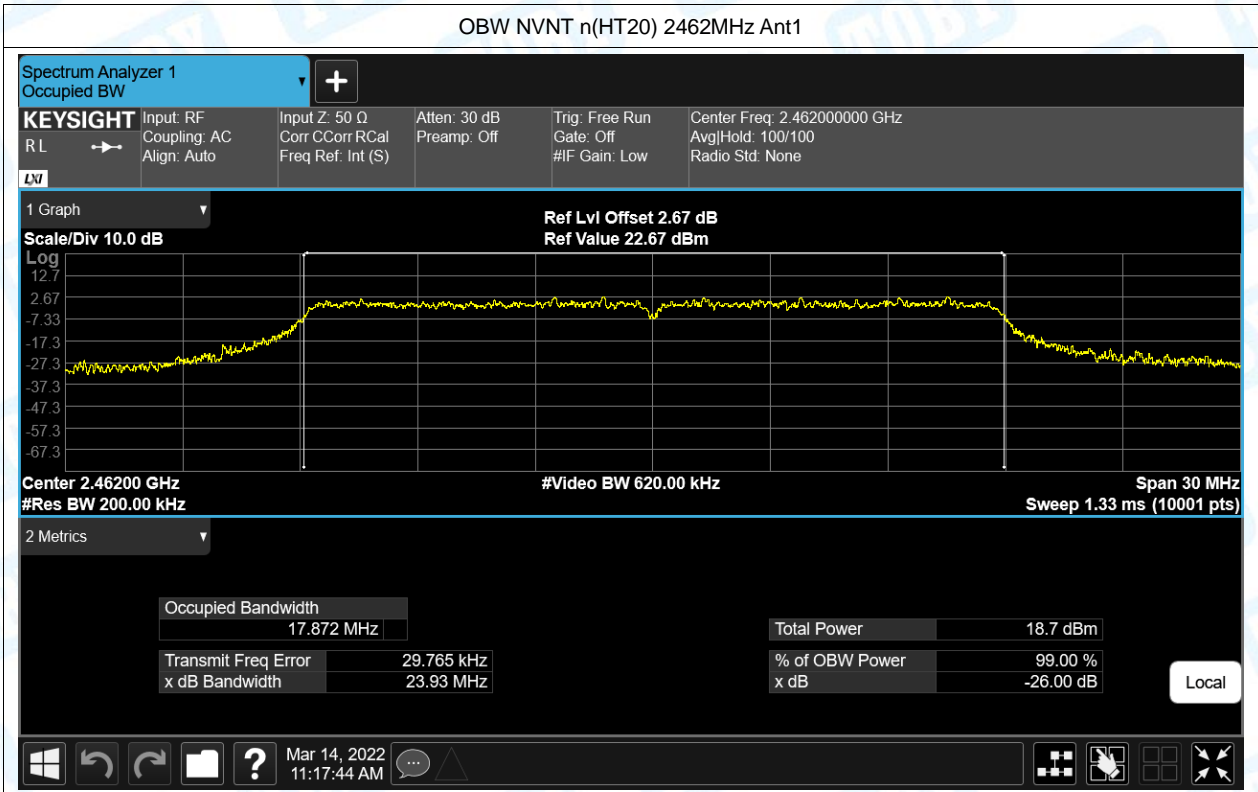 OBW NVNT n(HT20) 2462MHz Ant1
Spectrum Analyzer 1
Occupied BW
KEYSIGHT
R L
LXI
Input: RF
Coupling: AC
Align: Auto
Input Z: 50 Ω
Corr CCorr RCal
Freq Ref: Int (S)
Atten: 30 dB
Preamp: Off
Trig: Free Run
Gate: Off
#IF Gain: Low
Center Freq: 2.462000000 GHz
Avg|Hold: 100/100
Radio Std: None
1 Graph
Scale/Div 10.0 dB
Ref Lvl Offset 2.67 dB
Ref Value 22.67 dBm
Log
12.7
2.67
-7.33
-17.3
-27.3
-37.3
-47.3
-57.3
-67.3
Center 2.46200 GHz
#Video BW 620.00 kHz
Span 30 MHz
#Res BW 200.00 kHz
Sweep 1.33 ms (10001 pts)
2 Metrics
Occupied Bandwidth
17.872 MHz
Total Power 18.7 dBm
Transmit Freq Error 29.765 kHz
% of OBW Power 99.00 %
x dB Bandwidth 23.93 MHz
x dB -26.00 dB
Local
?
Mar 14, 2022
11:17:44 AM